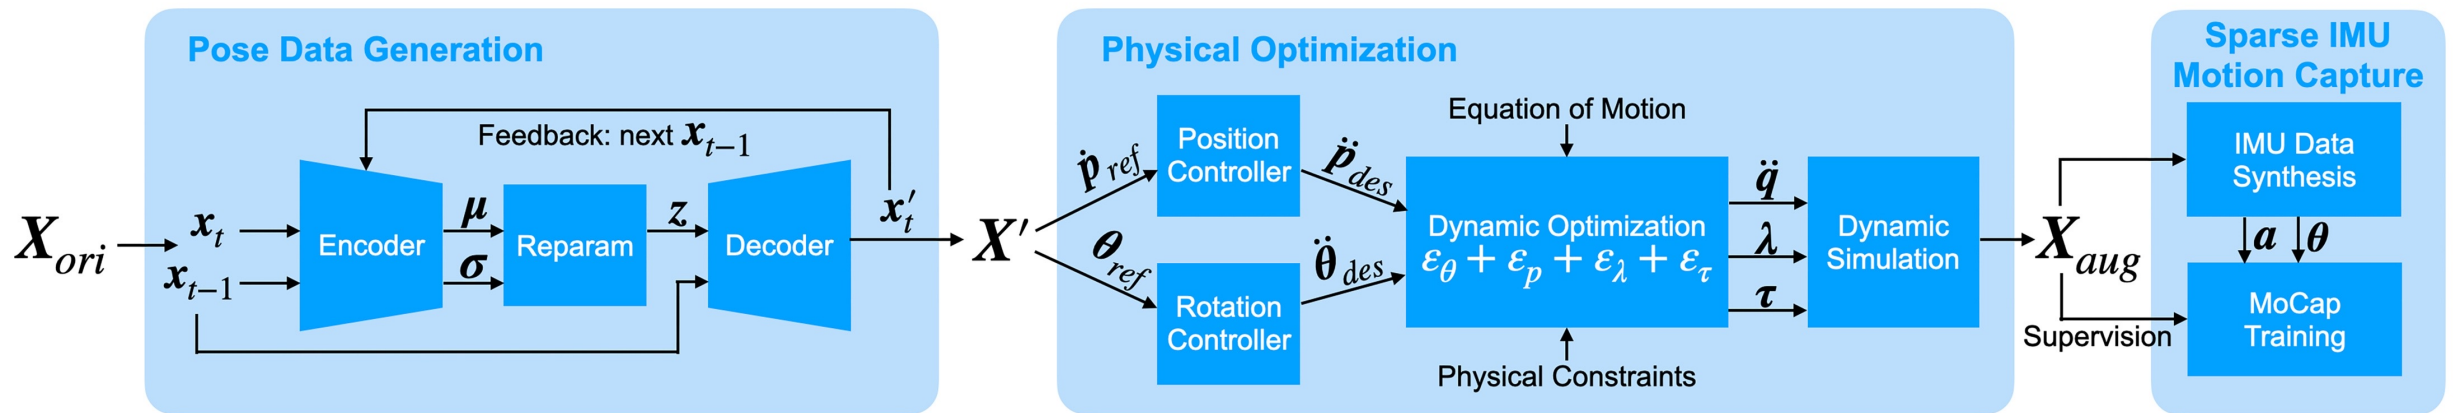 Pose Data Generation
Feedback: next x_{t-1}
X_{ori}
x_t
x_{t-1}
Encoder
μ
σ
Reparam
z
Decoder
x'_t
X'
Physical Optimization
ṗ_{ref}
θ_{ref}
Position
Controller
Rotation
Controller
p̈_{des}
θ̈_{des}
Equation of Motion
Dynamic Optimization
ε_θ + ε_p + ε_λ + ε_τ
Physical Constraints
q̈
λ
τ
Dynamic
Simulation
X_{aug}
Supervision
Sparse IMU
Motion Capture
IMU Data
Synthesis
a
θ
MoCap
Training